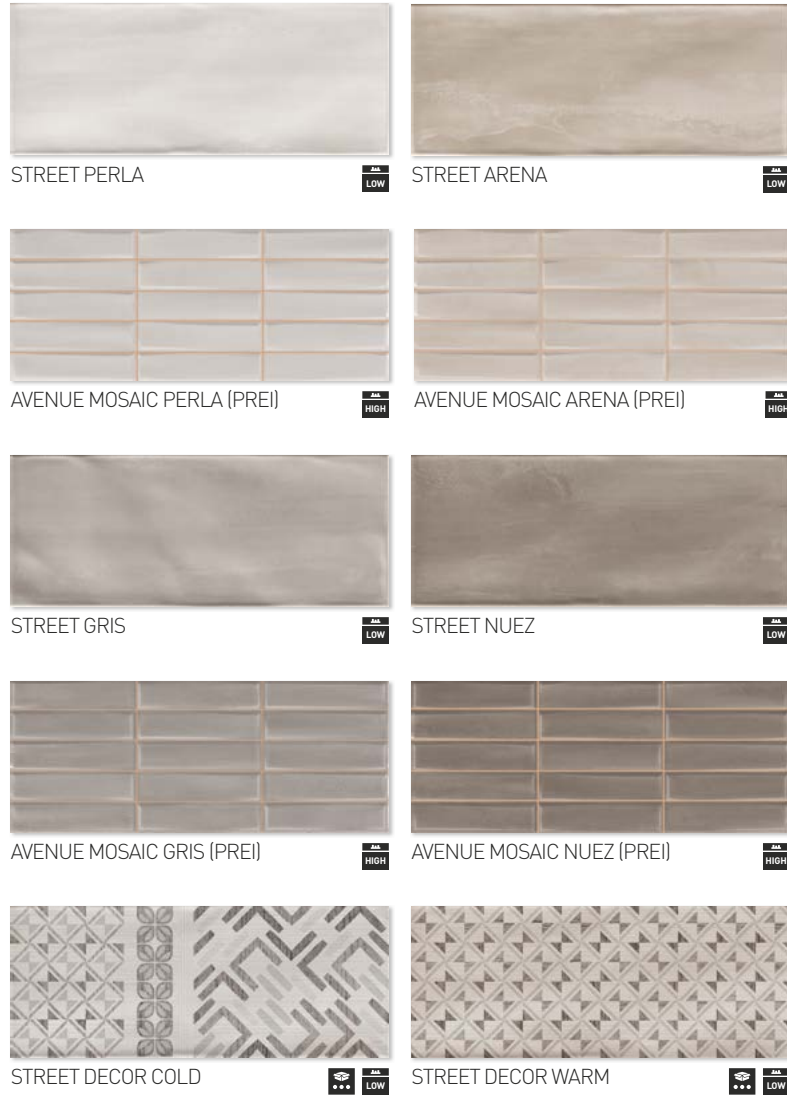 STREET PERLA
LOW
STREET ARENA
LOW
AVENUE MOSAIC PERLA (PREI)
HIGH
AVENUE MOSAIC ARENA (PREI)
HIGH
STREET GRIS
LOW
STREET NUEZ
LOW
AVENUE MOSAIC GRIS (PREI)
HIGH
AVENUE MOSAIC NUEZ (PREI)
HIGH
STREET DECOR COLD
LOW
STREET DECOR WARM
LOW